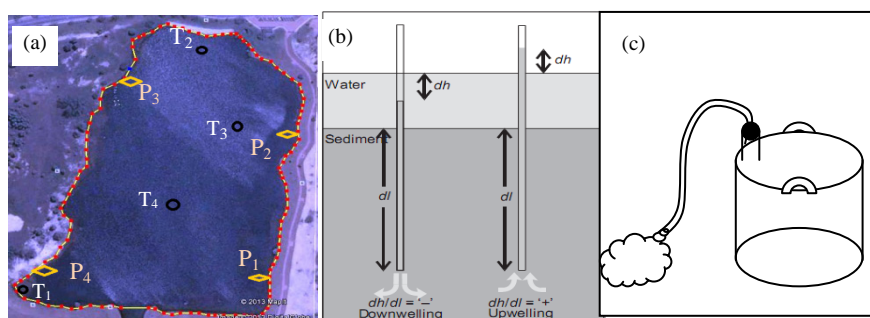 (a)
T2
P3
T3
P2
T4
P4
P1
T1
© 2013 MapIt
(b)
dh
dh
Water
Sediment
dl
dl
dh/dl = ‘–’
Downwelling
dh/dl = ‘+’
Upwelling
(c)